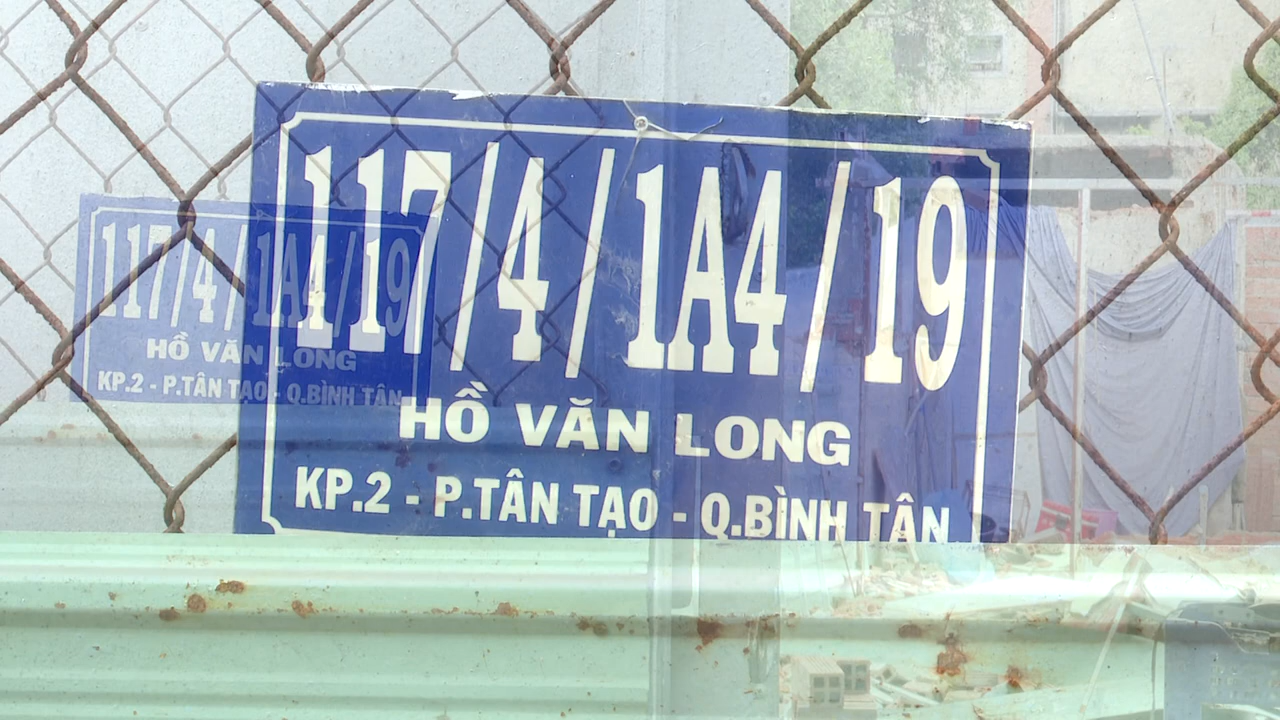 117/4/1A4/19
HỒ VĂN LONG
KP.2 - P.TÂN TẠO - Q.BÌNH TÂN
117/4/1A4/19
HỒ VĂN LONG
KP.2 - P.TÂN TẠO - Q.BÌNH TÂN